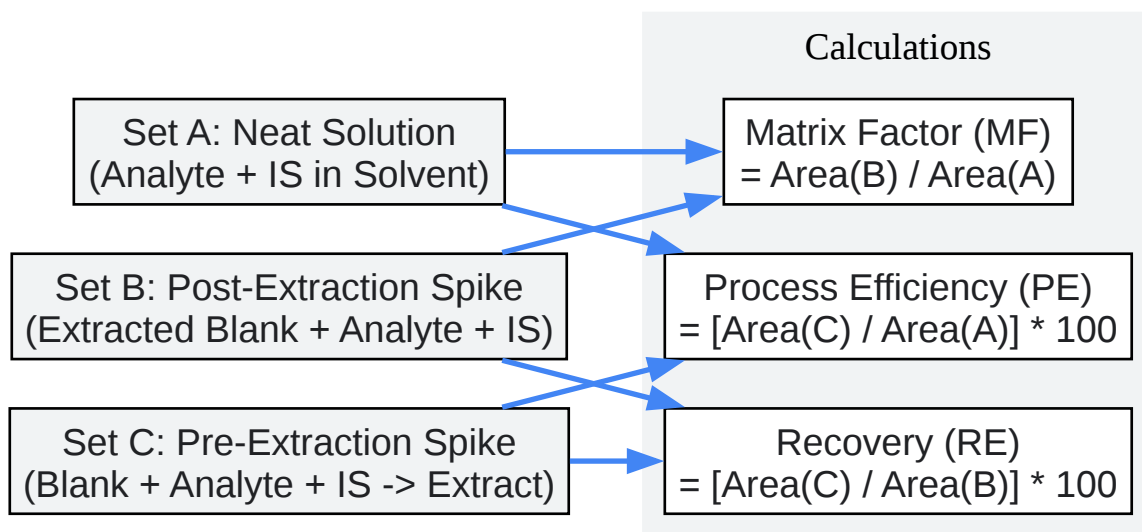 Calculations
Set A: Neat Solution
(Analyte + IS in Solvent)
Matrix Factor (MF)
= Area(B) / Area(A)
Set B: Post-Extraction Spike
(Extracted Blank + Analyte + IS)
Process Efficiency (PE)
= [Area(C) / Area(A)] * 100
Set C: Pre-Extraction Spike
(Blank + Analyte + IS -> Extract)
Recovery (RE)
= [Area(C) / Area(B)] * 100